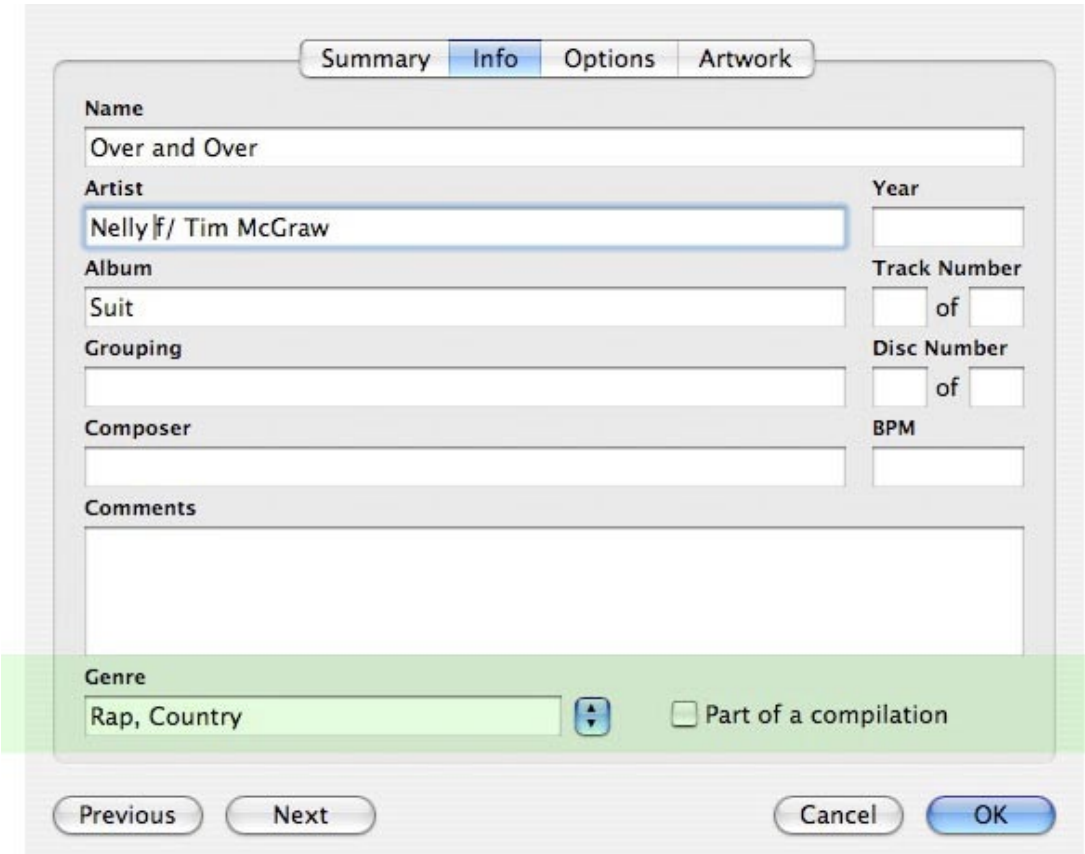 Summary Info Options Artwork
Name
Over and Over
Artist Year
Nelly f/ Tim McGraw
Album Track Number
Suit of
Grouping Disc Number
of
Composer BPM
Comments
Genre
Rap, Country Part of a compilation
Previous Next Cancel OK